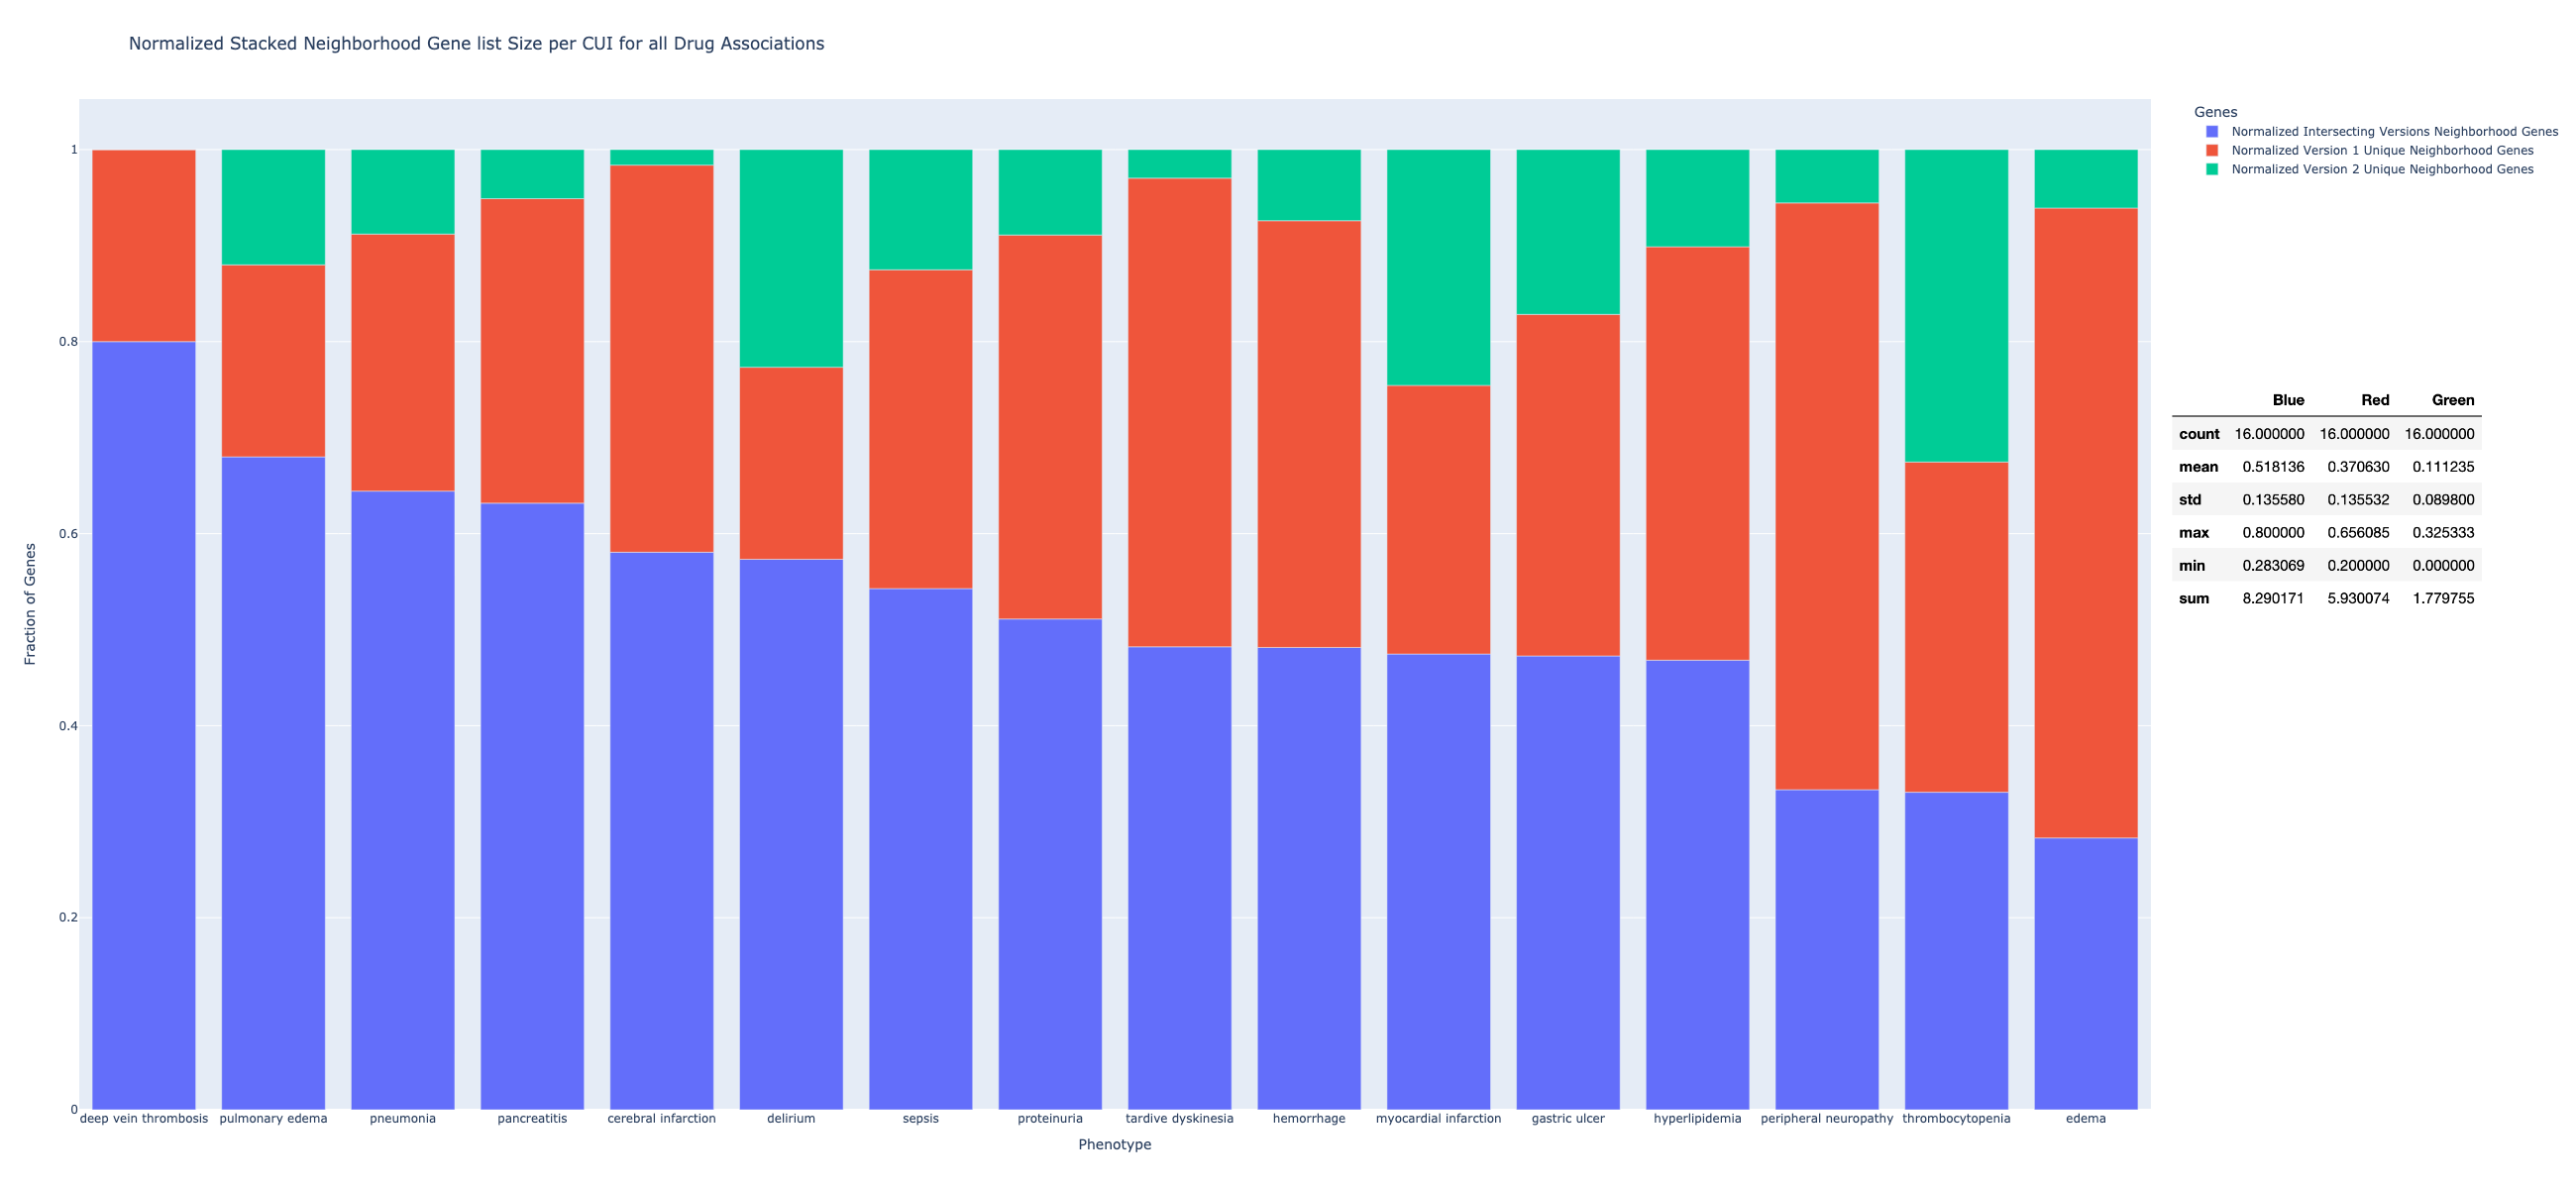 Normalized Stacked Neighborhood Gene list Size per CUI for all Drug Associations
Genes
Normalized Intersecting Versions Neighborhood Genes
Normalized Version 1 Unique Neighborhood Genes
Normalized Version 2 Unique Neighborhood Genes
1
0.8
0.6
0.4
0.2
0
Fraction of Genes
deep vein thrombosis pulmonary edema pneumonia pancreatitis cerebral infarction delirium sepsis proteinuria tardive dyskinesia hemorrhage myocardial infarction gastric ulcer hyperlipidemia peripheral neuropathy thrombocytopenia edema
Phenotype
Blue Red Green
count 16.000000 16.000000 16.000000
mean 0.518136 0.370630 0.111235
std 0.135580 0.135532 0.089800
max 0.800000 0.656085 0.325333
min 0.283069 0.200000 0.000000
sum 8.290171 5.930074 1.779755